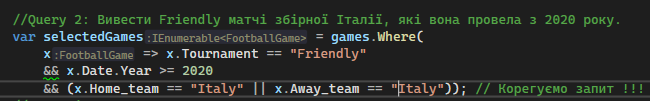 //Query 2: Вивести Friendly матчі збірної Італії, які вона провела з 2020 року.
var selectedGames:IEnumerable<FootballGame> = games.Where(
x:FootballGame => x.Tournament == "Friendly"
&& x.Date.Year >= 2020
&& (x.Home_team == "Italy" || x.Away_team == "Italy")); // Корегуємо запит !!!